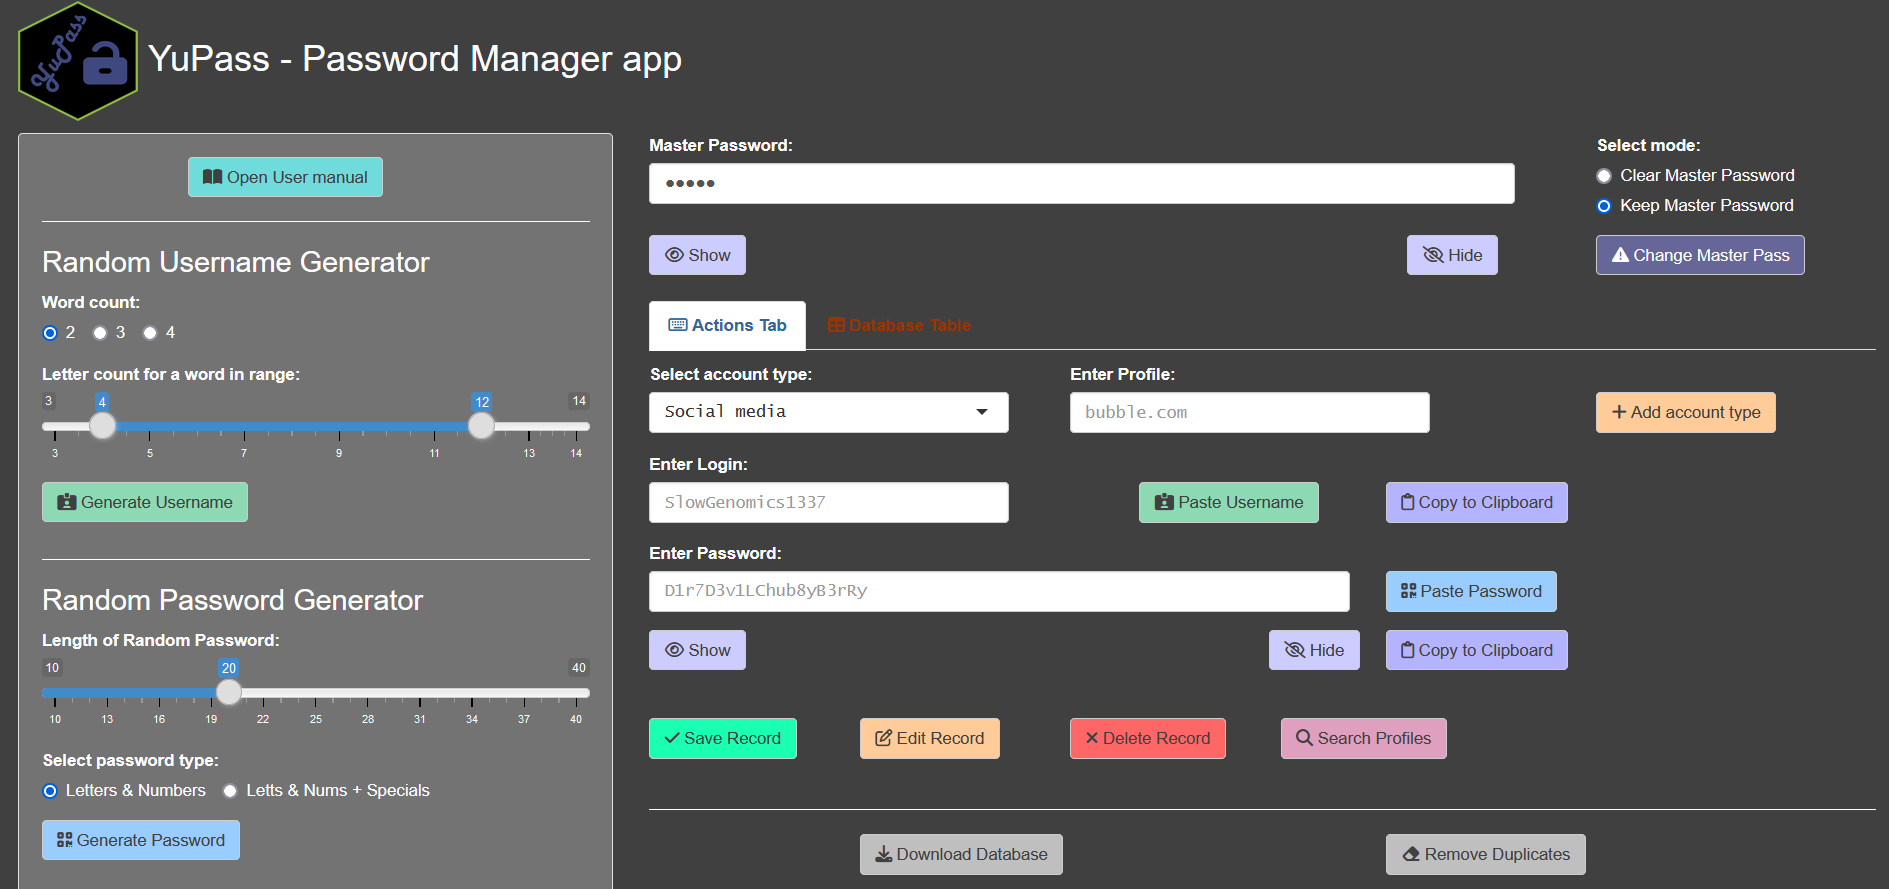 YuPass
YuPass - Password Manager app
Open User manual
Random Username Generator
Word count:
2 3 4
Letter count for a word in range:
3 4 12 14
3 5 7 9 11 13 14
Generate Username
Random Password Generator
Length of Random Password:
10 20 40
10 13 16 19 22 25 28 31 34 37 40
Select password type:
Letters & Numbers Letts & Nums + Specials
Generate Password
Master Password:
•••••
Show Hide
Select mode:
Clear Master Password
Keep Master Password
Change Master Pass
Actions Tab Database Table
Select account type: Enter Profile:
Social media bubble.com + Add account type
Enter Login:
SlowGenomics1337 Paste Username Copy to Clipboard
Enter Password:
D1r7D3v1LChub8yB3rRy Paste Password
Show Hide Copy to Clipboard
Save Record Edit Record Delete Record Search Profiles
Download Database Remove Duplicates